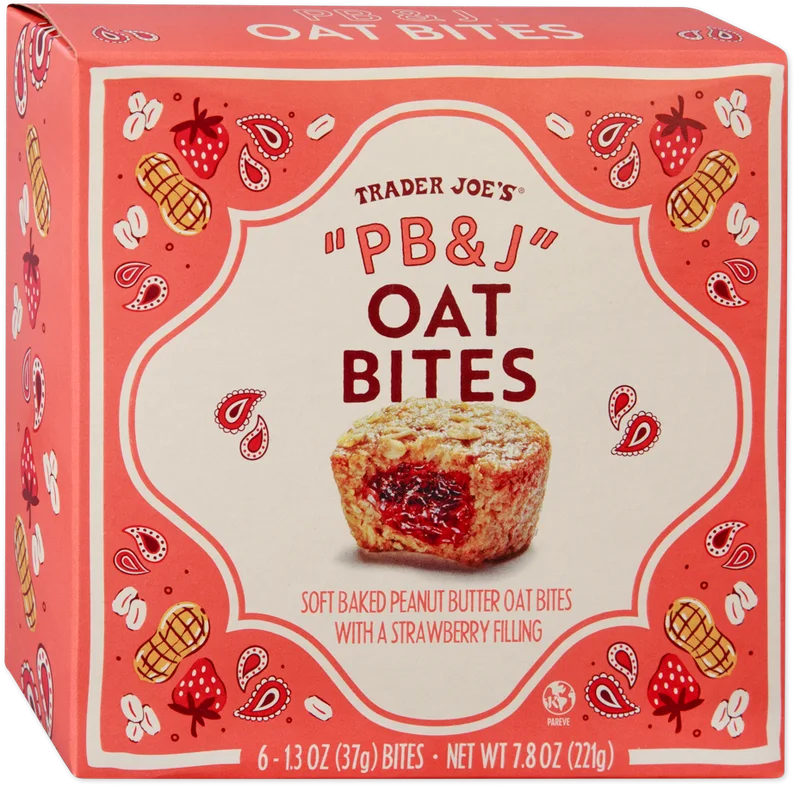 PB & J
OAT BITES
TRADER JOE'S®
"PB&J"
OAT
BITES
SOFT BAKED PEANUT BUTTER OAT BITES
WITH A STRAWBERRY FILLING
K
PAREVE
6 - 1.3 OZ (37g) BITES · NET WT 7.8 OZ (221g)